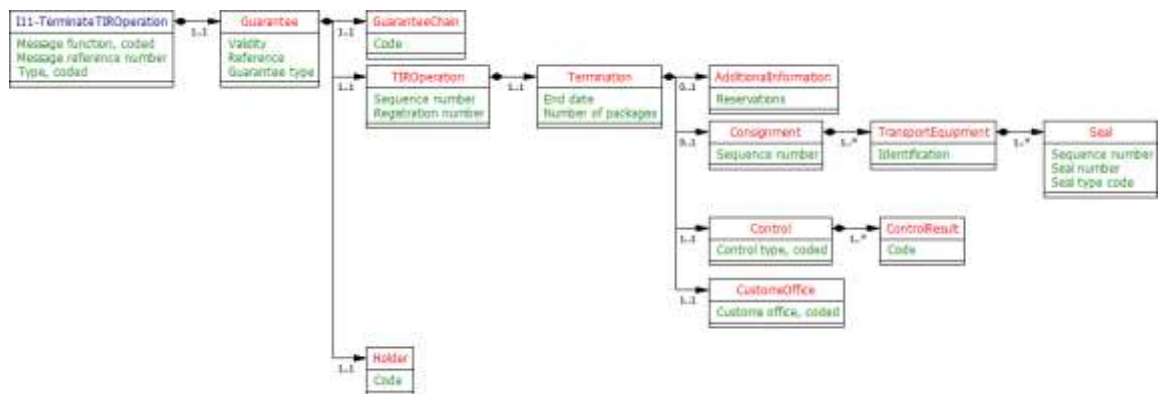 I11-TerminateTIROperation
Message function, coded
Message reference number
Type, coded
1..1
Guarantee
Validity
Reference
Guarantee type
1..1
GuaranteeChain
Code
1..1
TIROperation
Sequence number
Registration number
1..1
Termination
End date
Number of packages
0..1
AdditionalInformation
Reservations
0..1
Consignment
Sequence number
1..*
TransportEquipment
Identification
1..*
Seal
Sequence number
Seal number
Seal type code
1..1
Control
Control type, coded
1..*
ControlResult
Code
1..1
CustomsOffice
Customs office, coded
1..1
Holder
Code